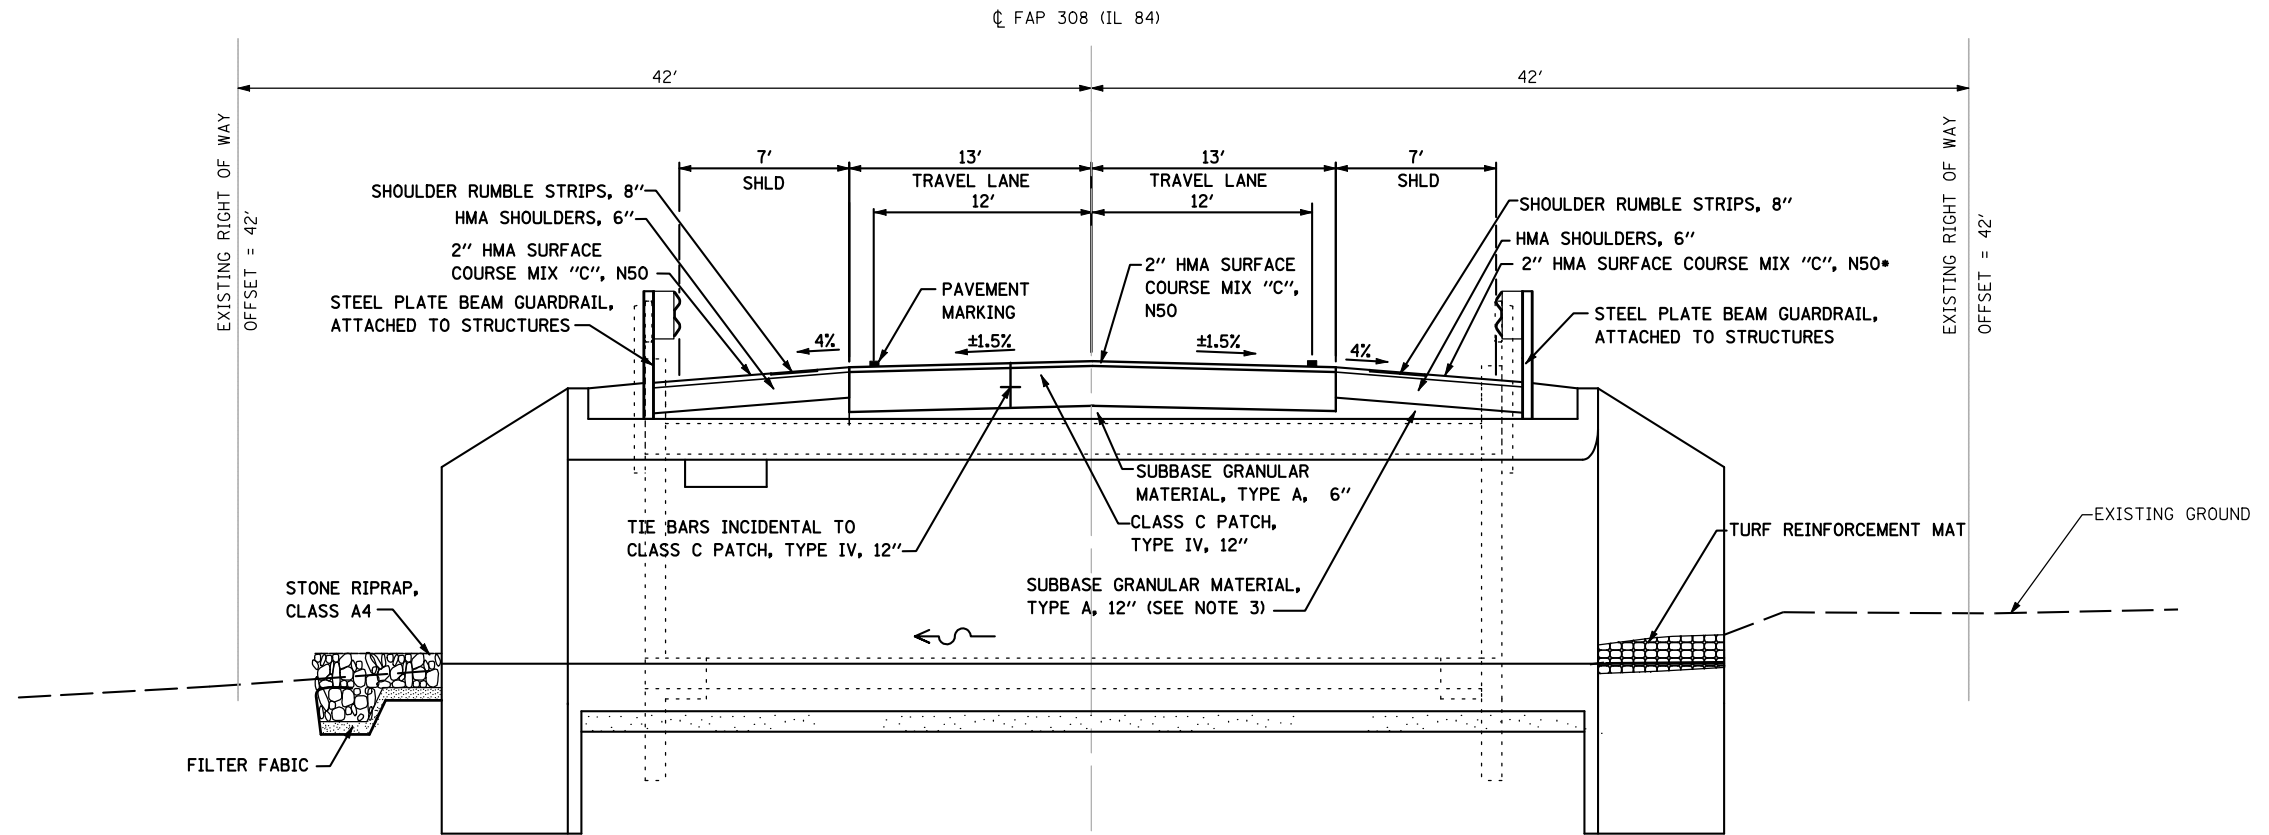 ℄ FAP 308 (IL 84)
42'
42'
EXISTING RIGHT OF WAY
OFFSET = 42'
EXISTING RIGHT OF WAY
OFFSET = 42'
7'
SHLD
13'
TRAVEL LANE
13'
TRAVEL LANE
7'
SHLD
12'
12'
SHOULDER RUMBLE STRIPS, 8"
HMA SHOULDERS, 6"
2" HMA SURFACE
COURSE MIX "C", N50
STEEL PLATE BEAM GUARDRAIL,
ATTACHED TO STRUCTURES
PAVEMENT
MARKING
2" HMA SURFACE
COURSE MIX "C",
N50
SHOULDER RUMBLE STRIPS, 8"
HMA SHOULDERS, 6"
2" HMA SURFACE COURSE MIX "C", N50*
STEEL PLATE BEAM GUARDRAIL,
ATTACHED TO STRUCTURES
4%
±1.5%
±1.5%
4%
SUBBASE GRANULAR
MATERIAL, TYPE A, 6"
CLASS C PATCH,
TYPE IV, 12"
TIE BARS INCIDENTAL TO
CLASS C PATCH, TYPE IV, 12"
SUBBASE GRANULAR MATERIAL,
TYPE A, 12" (SEE NOTE 3)
TURF REINFORCEMENT MAT
EXISTING GROUND
STONE RIPRAP,
CLASS A4
FILTER FABIC